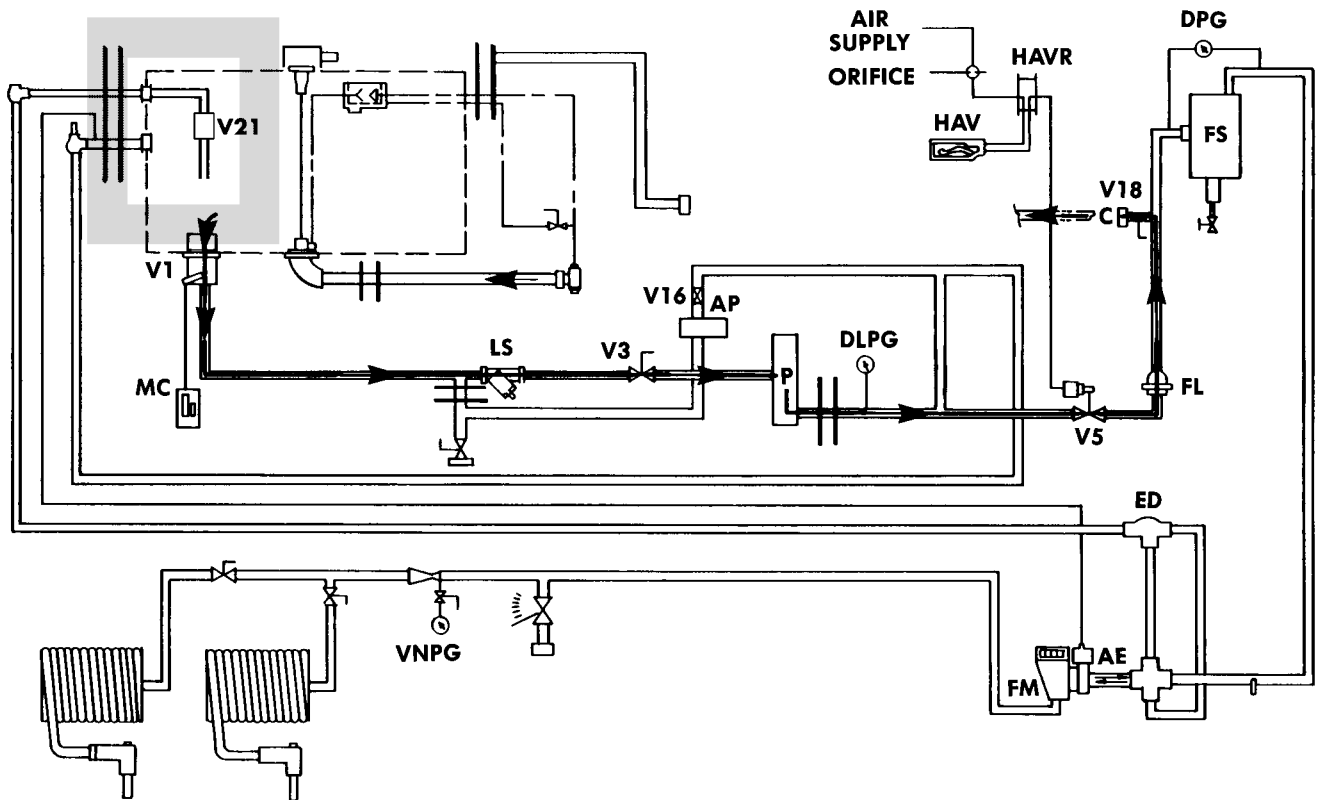 AIR
SUPPLY
ORIFICE
HAVR
DPG
HAV
FS
V21
V18
C
V1
V16
AP
LS
V3
DLPG
MC
P
FL
V5
ED
VNPG
FM
AE